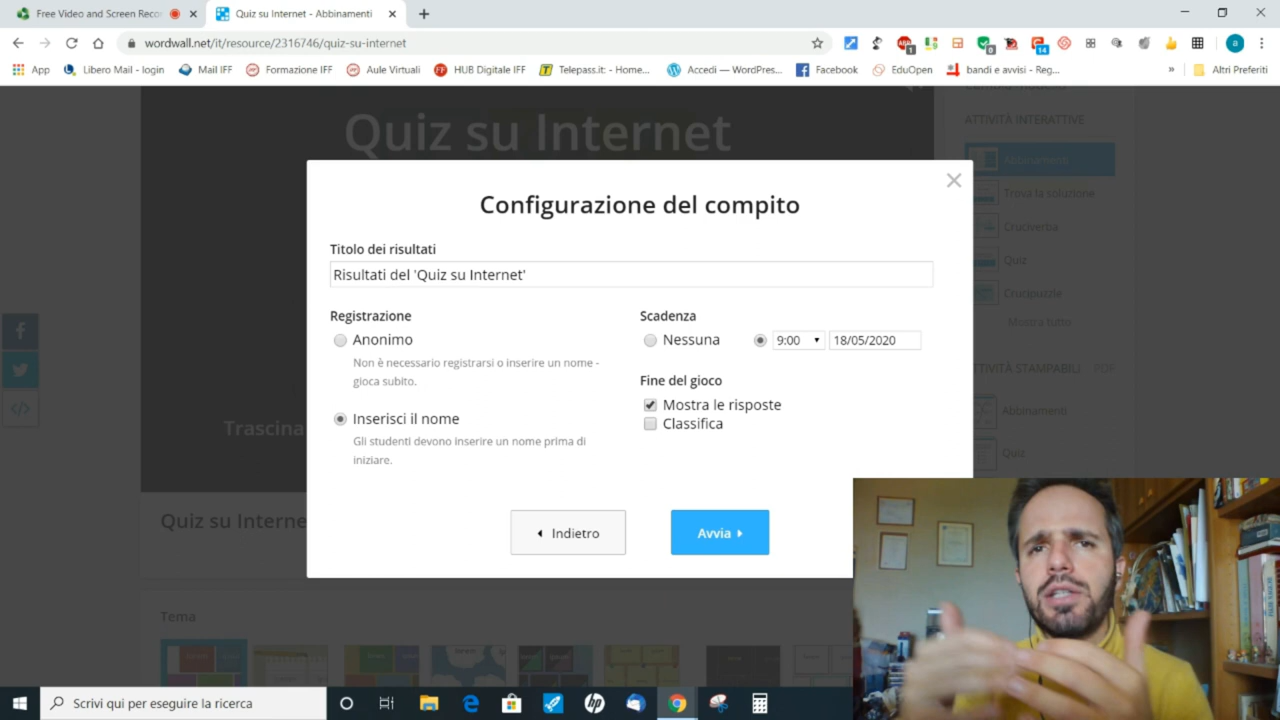 Free Video and Screen Recor
Quiz su Internet - Abbinamenti
wordwall.net/it/resource/2316746/quiz-su-internet
App
Libero Mail - login
Mail IFF
Formazione IFF
Aule Virtuali
HUB Digitale IFF
Telepass.it: - Home...
Accedi — WordPres...
Facebook
EduOpen
bandi e avvisi - Reg...
»
Altri Preferiti
Cambia modello
Quiz su Internet
ATTIVITÀ INTERATTIVE
Abbinamenti
Trova la soluzione
Cruciverba
Quiz
Crucipuzzle
Mostra tutto
ATTIVITÀ STAMPABILI PDF
Abbinamenti
Quiz
Configurazione del compito
Titolo dei risultati
Risultati del 'Quiz su Internet'
Registrazione
Anonimo
Non è necessario registrarsi o inserire un nome -
gioca subito.
Inserisci il nome
Gli studenti devono inserire un nome prima di
iniziare.
Scadenza
Nessuna
9:00
18/05/2020
Fine del gioco
Mostra le risposte
Classifica
Indietro
Avvia
Trascina
Quiz su Interne
Tema
Scrivi qui per eseguire la ricerca